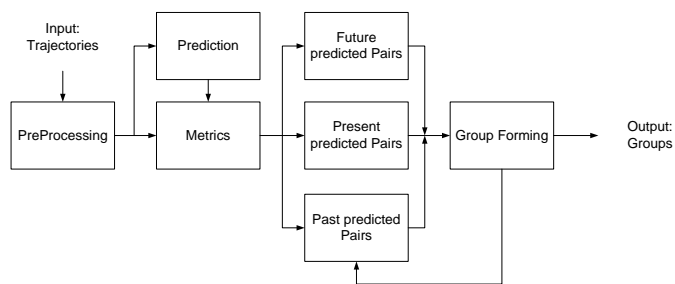 Input:
Trajectories
Prediction
Future
predicted Pairs
PreProcessing
Metrics
Present
predicted Pairs
Group Forming
Output:
Groups
Past predicted
Pairs